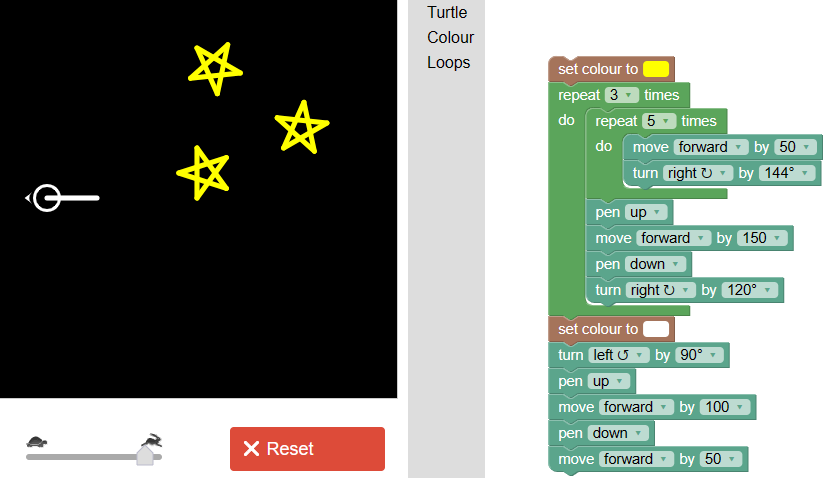 Turtle
Colour
Loops
set colour to
repeat 3 times
do repeat 5 times
do move forward by 50
turn right ↻ by 144°
pen up
move forward by 150
pen down
turn right ↻ by 120°
set colour to
turn left ↺ by 90°
pen up
move forward by 100
pen down
move forward by 50
Reset